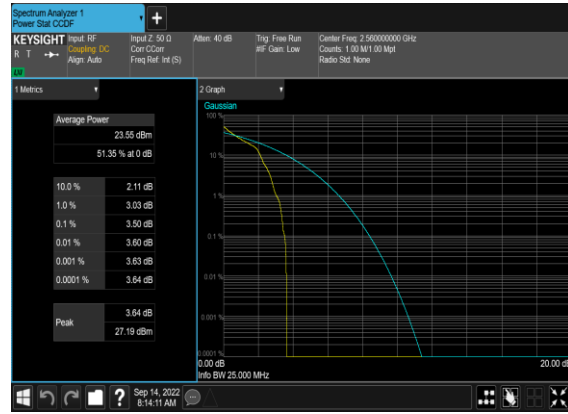 Spectrum Analyzer 1
Power Stat CCDF
KEYSIGHT
R T
LXI
Input: RF
Coupling: DC
Align: Auto
Input Z: 50 Ω
Corr CCorr
Freq Ref: Int (S)
Atten: 40 dB
Trig: Free Run
#IF Gain: Low
Center Freq: 2.560000000 GHz
Counts: 1.00 M/1.00 Mpt
Radio Std: None
1 Metrics
Average Power
23.55 dBm
51.35 % at 0 dB
10.0 % 2.11 dB
1.0 % 3.03 dB
0.1 % 3.50 dB
0.01 % 3.60 dB
0.001 % 3.63 dB
0.0001 % 3.64 dB
Peak
3.64 dB
27.19 dBm
2 Graph
Gaussian
100 %
10 %
1 %
0.1 %
0.01 %
0.001 %
0.0001 %
0.00 dB
20.00 dB
Info BW 25.000 MHz
Sep 14, 2022
8:14:11 AM